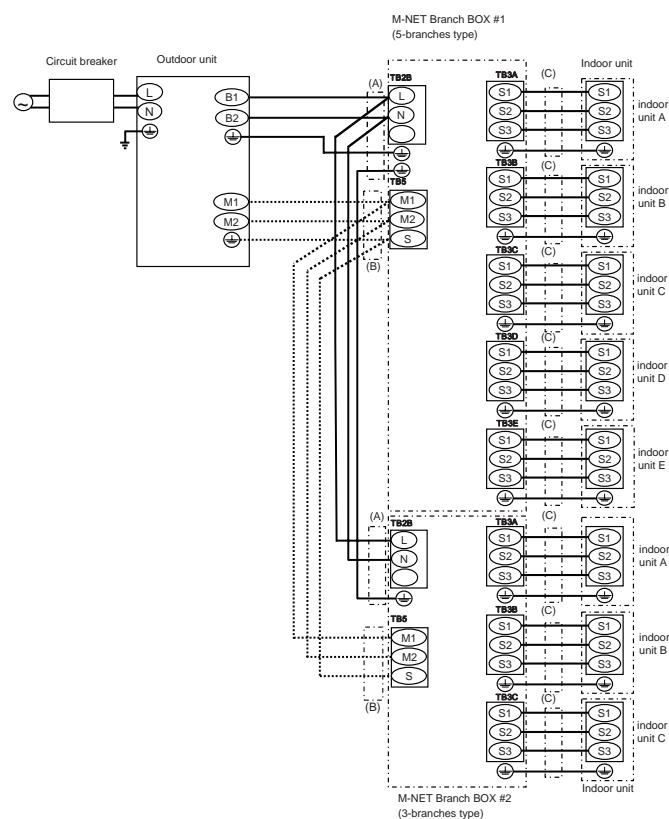 M-NET Branch BOX #1
(5-branches type)
Circuit breaker
Outdoor unit
Indoor unit
L
N
B1
B2
M1
M2
(A)
TB2B
L
N
TB5
M1
M2
S
(B)
TB3A
(C)
S1
S1
S2
S2
S3
S3
indoor
unit A
TB3B
(C)
S1
S1
S2
S2
S3
S3
indoor
unit B
TB3C
(C)
S1
S1
S2
S2
S3
S3
indoor
unit C
TB3D
(C)
S1
S1
S2
S2
S3
S3
indoor
unit D
TB3E
(C)
S1
S1
S2
S2
S3
S3
indoor
unit E
(A)
TB2B
L
N
TB5
M1
M2
S
(B)
TB3A
(C)
S1
S1
S2
S2
S3
S3
indoor
unit A
TB3B
(C)
S1
S1
S2
S2
S3
S3
indoor
unit B
TB3C
(C)
S1
S1
S2
S2
S3
S3
indoor
unit C
Indoor unit
M-NET Branch BOX #2
(3-branches type)